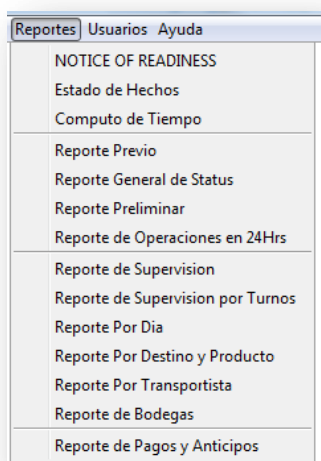 Reportes Usuarios Ayuda
NOTICE OF READINESS
Estado de Hechos
Computo de Tiempo
Reporte Previo
Reporte General de Status
Reporte Preliminar
Reporte de Operaciones en 24Hrs
Reporte de Supervision
Reporte de Supervision por Turnos
Reporte Por Dia
Reporte Por Destino y Producto
Reporte Por Transportista
Reporte de Bodegas
Reporte de Pagos y Anticipos